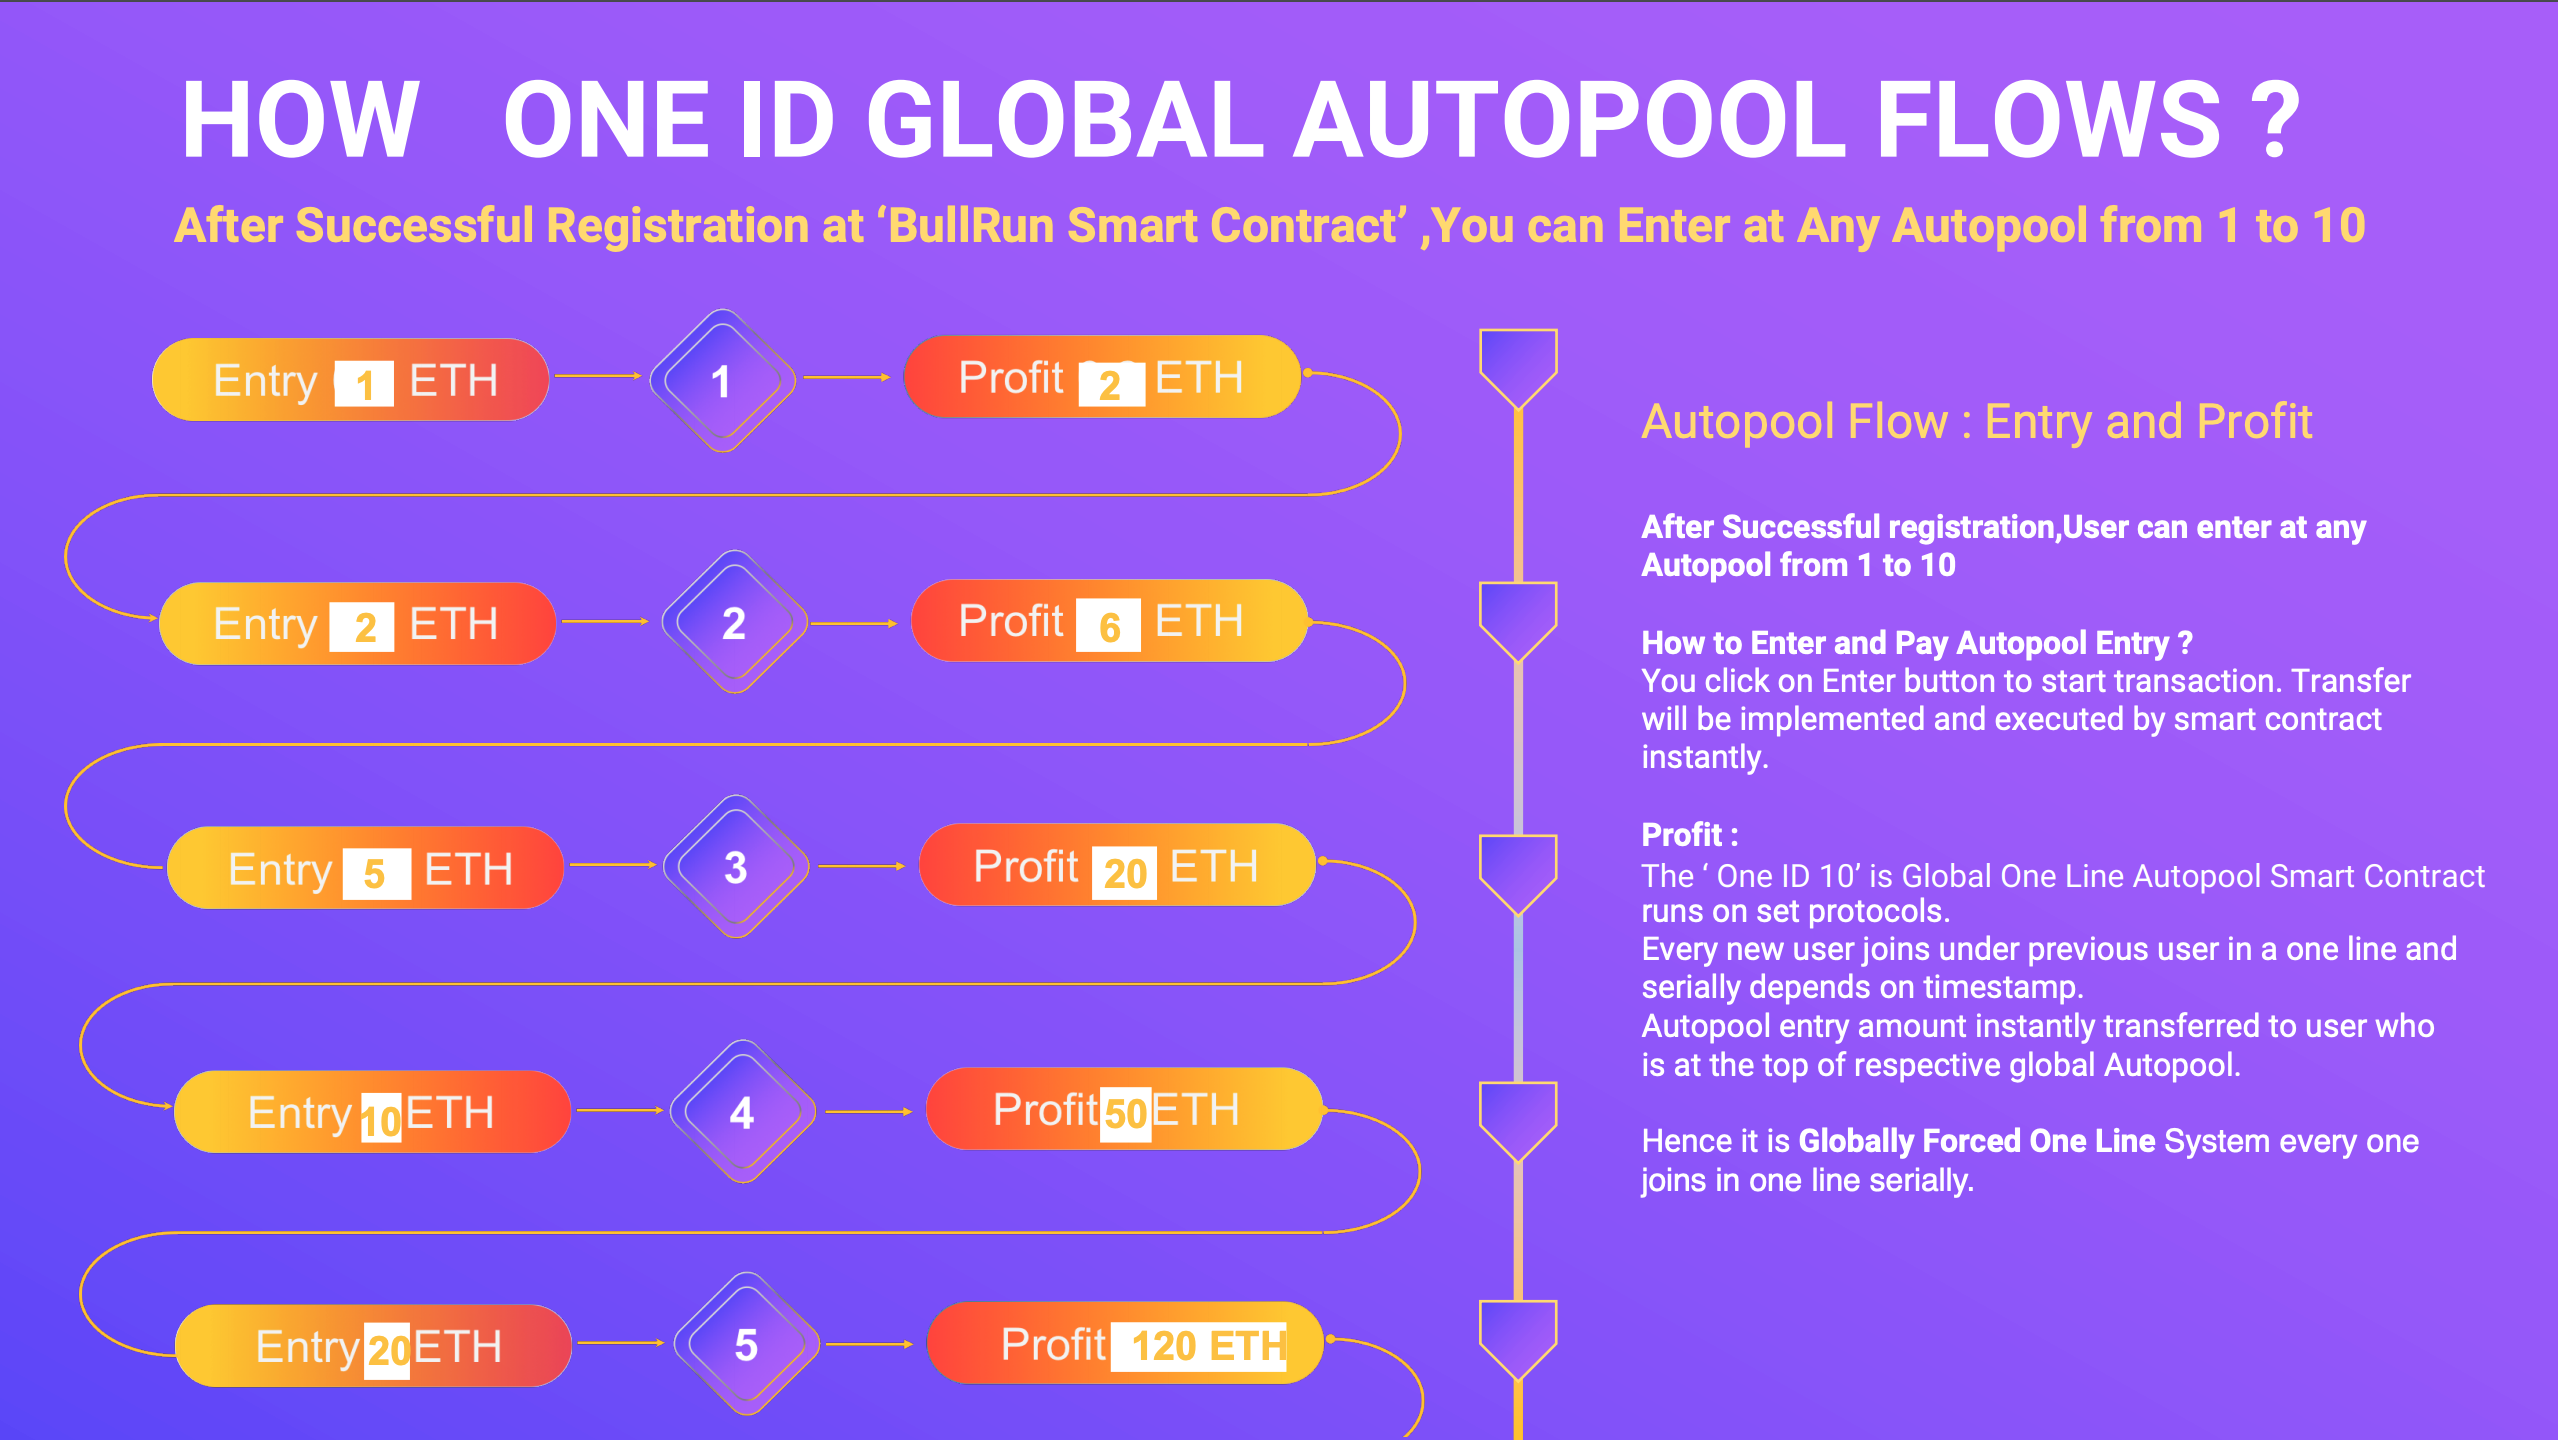 HOW ONE ID GLOBAL AUTOPOOL FLOWS ?
After Successful Registration at ‘BullRun Smart Contract’ ,You can Enter at Any Autopool from 1 to 10
Entry 1 ETH
1
Profit 2 ETH
Entry 2 ETH
2
Profit 6 ETH
Entry 5 ETH
3
Profit 20 ETH
Entry 10 ETH
4
Profit 50 ETH
Entry 20 ETH
5
Profit 120 ETH
Autopool Flow : Entry and Profit
After Successful registration,User can enter at any
Autopool from 1 to 10
How to Enter and Pay Autopool Entry ?
You click on Enter button to start transaction. Transfer
will be implemented and executed by smart contract
instantly.
Profit :
The ‘ One ID 10’ is Global One Line Autopool Smart Contract
runs on set protocols.
Every new user joins under previous user in a one line and
serially depends on timestamp.
Autopool entry amount instantly transferred to user who
is at the top of respective global Autopool.
Hence it is Globally Forced One Line System every one
joins in one line serially.